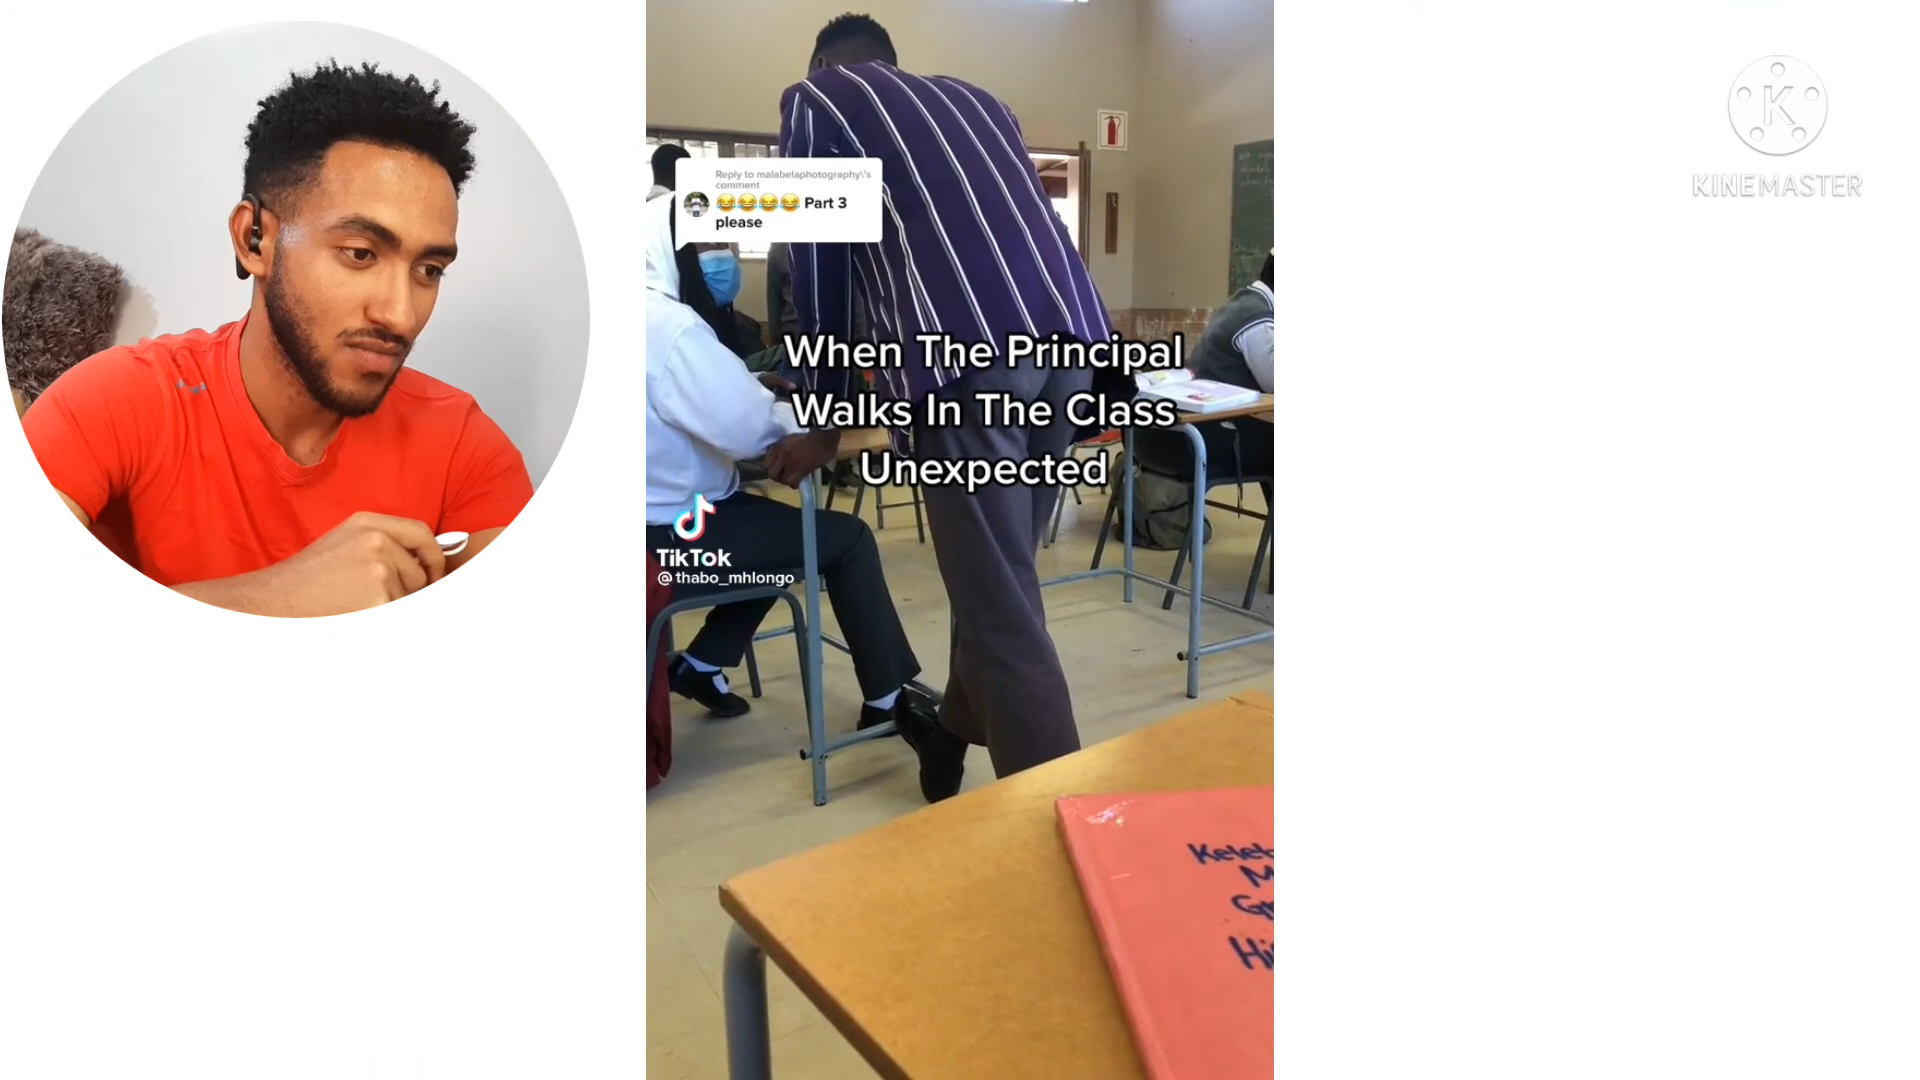 Reply to malabelaphotography\'s
comment
😂😂😂😂 Part 3
please
When The Principal
Walks In The Class
Unexpected
TikTok
@thabo_mhlongo
K
KINEMASTER